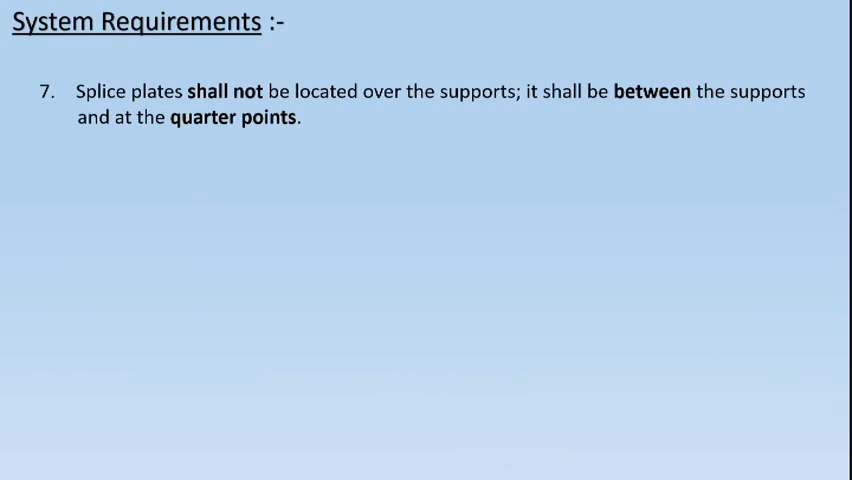 System Requirements :-
7. Splice plates shall not be located over the supports; it shall be between the supports
and at the quarter points.